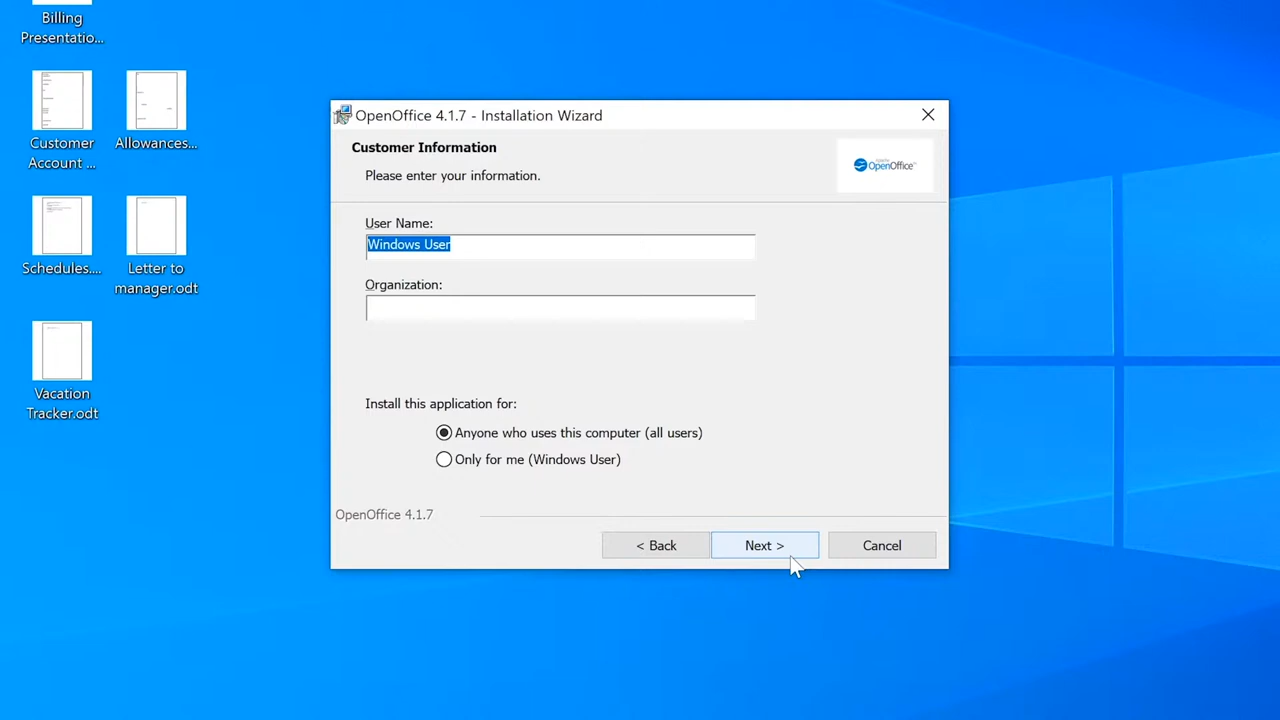 Billing
Presentatio...
Customer
Account ...
Allowances...
Schedules....
Letter to
manager.odt
Vacation
Tracker.odt
OpenOffice 4.1.7 - Installation Wizard
Customer Information
Please enter your information.
OpenOffice™
User Name:
Windows User
Organization:
Install this application for:
Anyone who uses this computer (all users)
Only for me (Windows User)
OpenOffice 4.1.7
< Back
Next >
Cancel